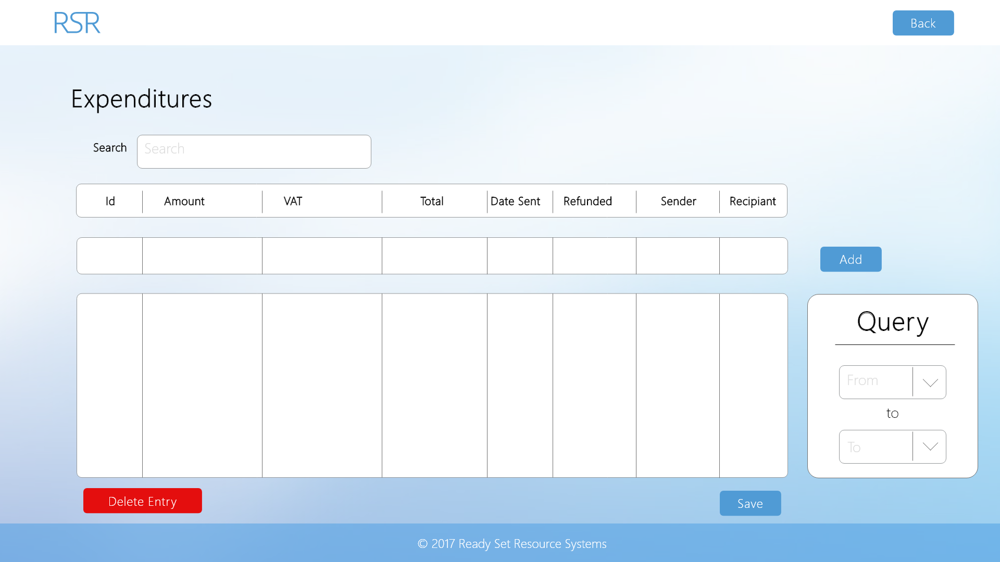 RSR
Back
Expenditures
Search
Search
Id Amount VAT Total Date Sent Refunded Sender Recipiant
Add
Query
From
to
To
Delete Entry
Save
© 2017 Ready Set Resource Systems